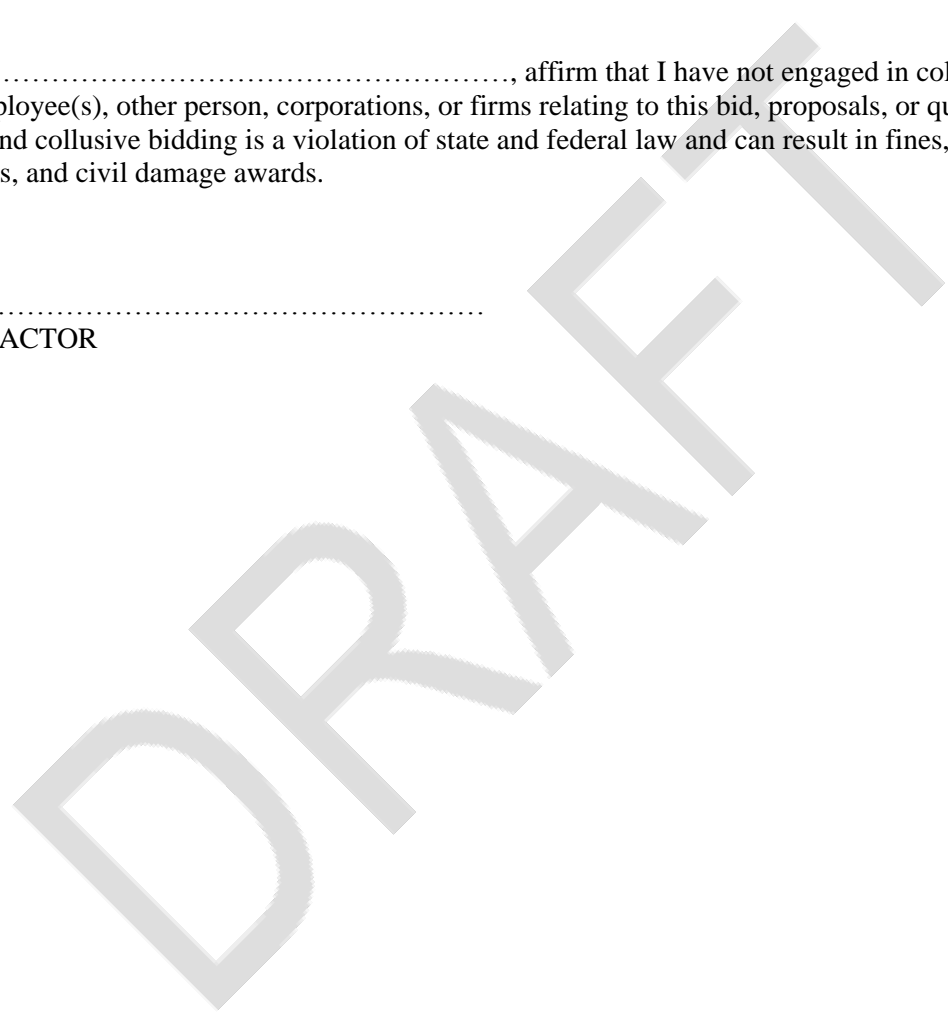 ……………………………………………, affirm that I have not engaged in col
ployee(s), other person, corporations, or firms relating to this bid, proposals, or qu
nd collusive bidding is a violation of state and federal law and can result in fines,
s, and civil damage awards.
……………………………………………
ACTOR
DRAFT